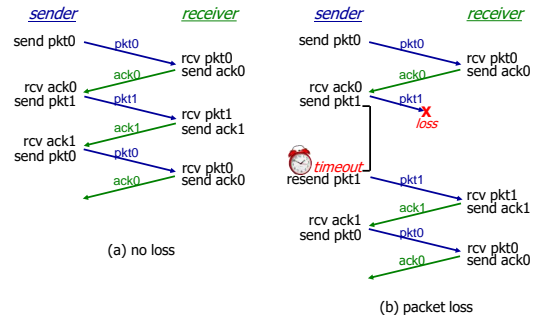 sender
receiver
send pkt0
pkt0
rcv pkt0
send ack0
ack0
rcv ack0
send pkt1
pkt1
rcv pkt1
send ack1
ack1
rcv ack1
send pkt0
pkt0
rcv pkt0
send ack0
ack0
(a) no loss
sender
receiver
send pkt0
pkt0
rcv pkt0
send ack0
ack0
rcv ack0
send pkt1
pkt1
X
loss
timeout
resend pkt1
pkt1
rcv pkt1
send ack1
ack1
rcv ack1
send pkt0
pkt0
rcv pkt0
send ack0
ack0
(b) packet loss